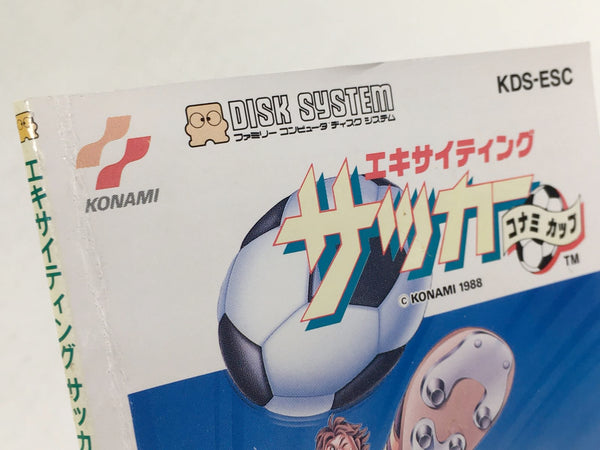 KDS-ESC
DISK SYSTEM
ファミリー コンピュータ ディスク システム
KONAMI
エキサイティング
サッカー
コナミ カップ
TM
© KONAMI 1988
エキサイティング サッカ